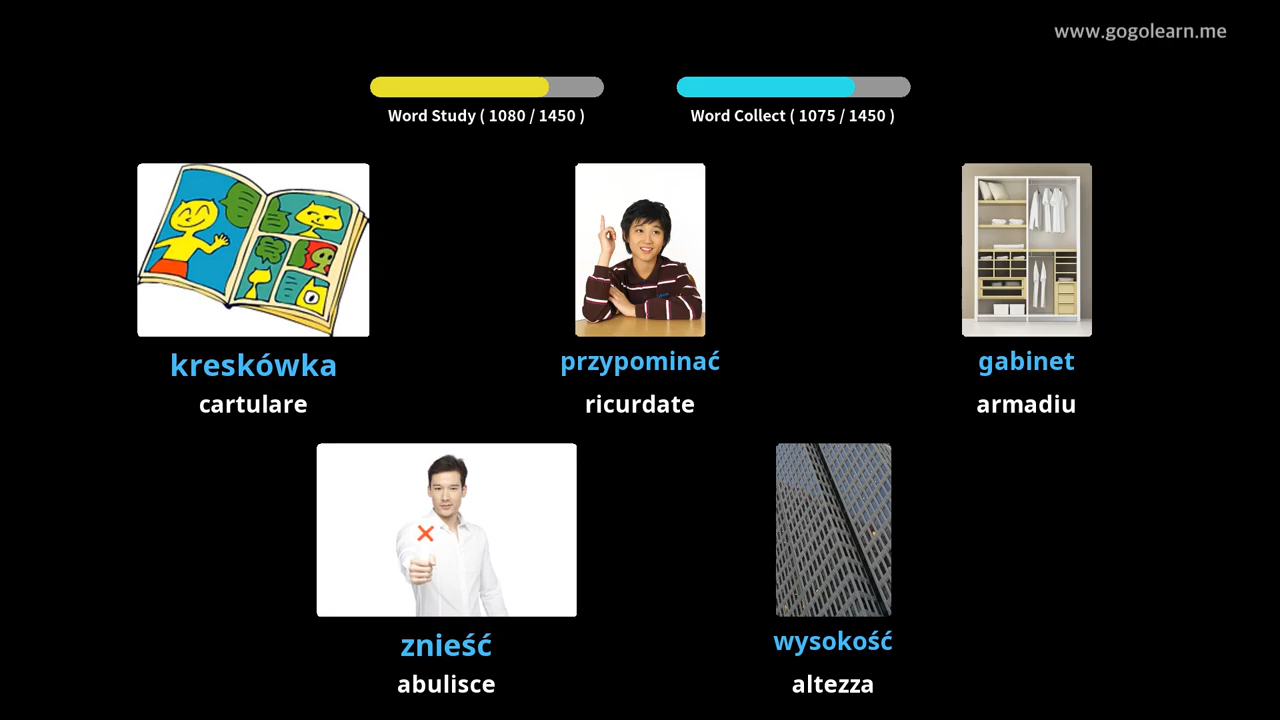 www.gogolearn.me
Word Study ( 1080 / 1450 )
Word Collect ( 1075 / 1450 )
kreskówka
cartulare
przypominać
ricurdate
gabinet
armadiu
znieść
abulisce
wysokość
altezza